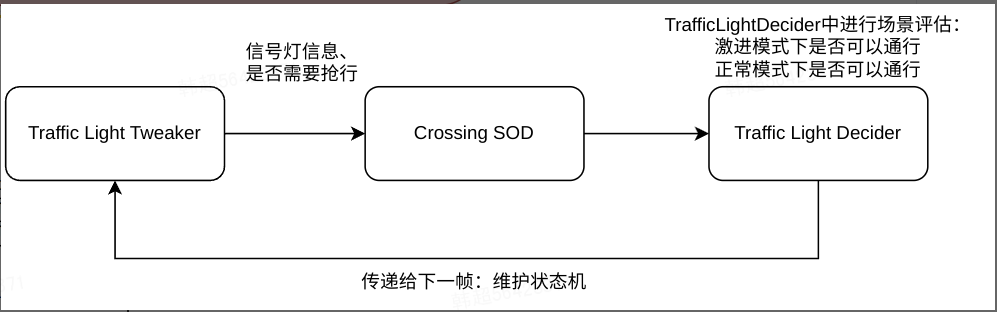 TrafficLightDecider中进行场景评估：
激进模式下是否可以通行
正常模式下是否可以通行
信号灯信息、
是否需要抢行
Traffic Light Tweaker
Crossing SOD
Traffic Light Decider
传递给下一帧：维护状态机